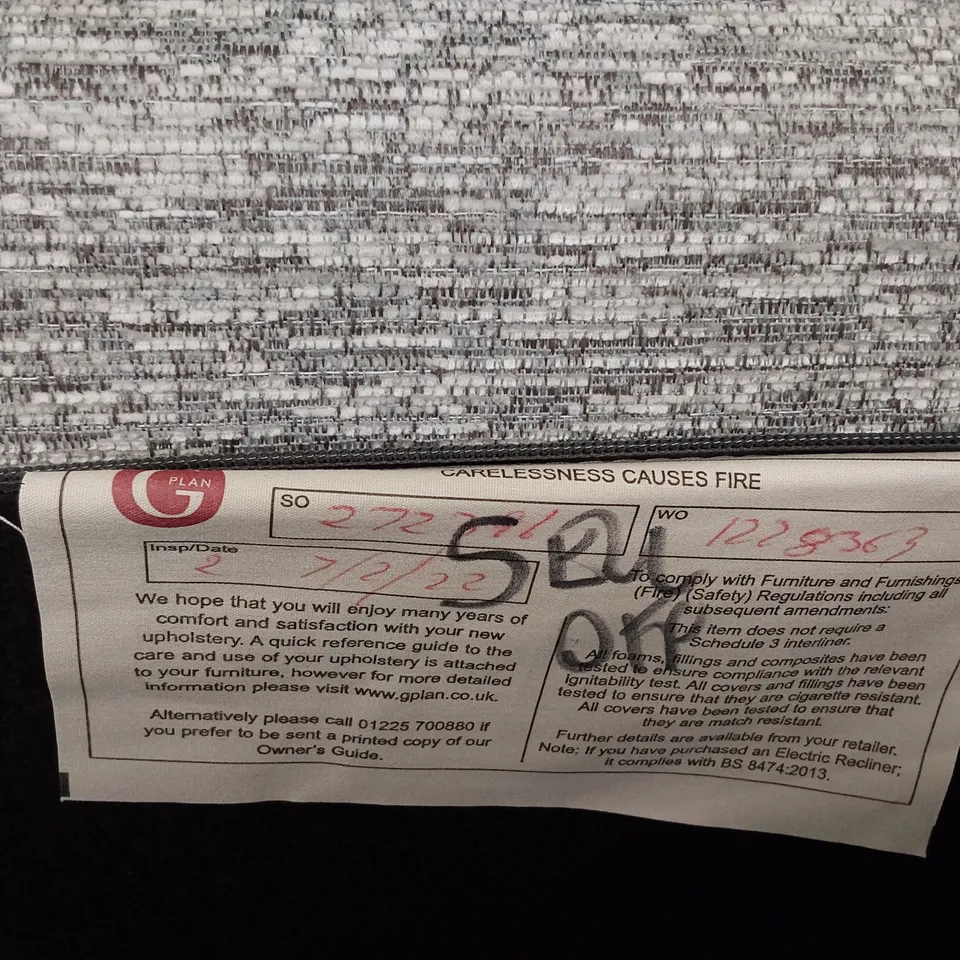 CARELESSNESS CAUSES FIRE
G PLAN
SO
WO 1228363
Insp/Date 2 7/2/22
SELL
OFF
We hope that you will enjoy many years of
comfort and satisfaction with your new
upholstery. A quick reference guide to the
care and use of your upholstery is attached
to your furniture, however for more detailed
information please visit www.gplan.co.uk.
Alternatively please call 01225 700880 if
you prefer to be sent a printed copy of our
Owner's Guide.
To comply with Furniture and Furnishings
(Fire) (Safety) Regulations including all
subsequent amendments:
This item does not require a
Schedule 3 interliner.
All foams, fillings and composites have been
tested to ensure compliance with the relevant
ignitability test. All covers and fillings have been
tested to ensure that they are cigarette resistant.
All covers have been tested to ensure that
they are match resistant.
Further details are available from your retailer.
Note: If you have purchased an Electric Recliner;
it complies with BS 8474:2013.